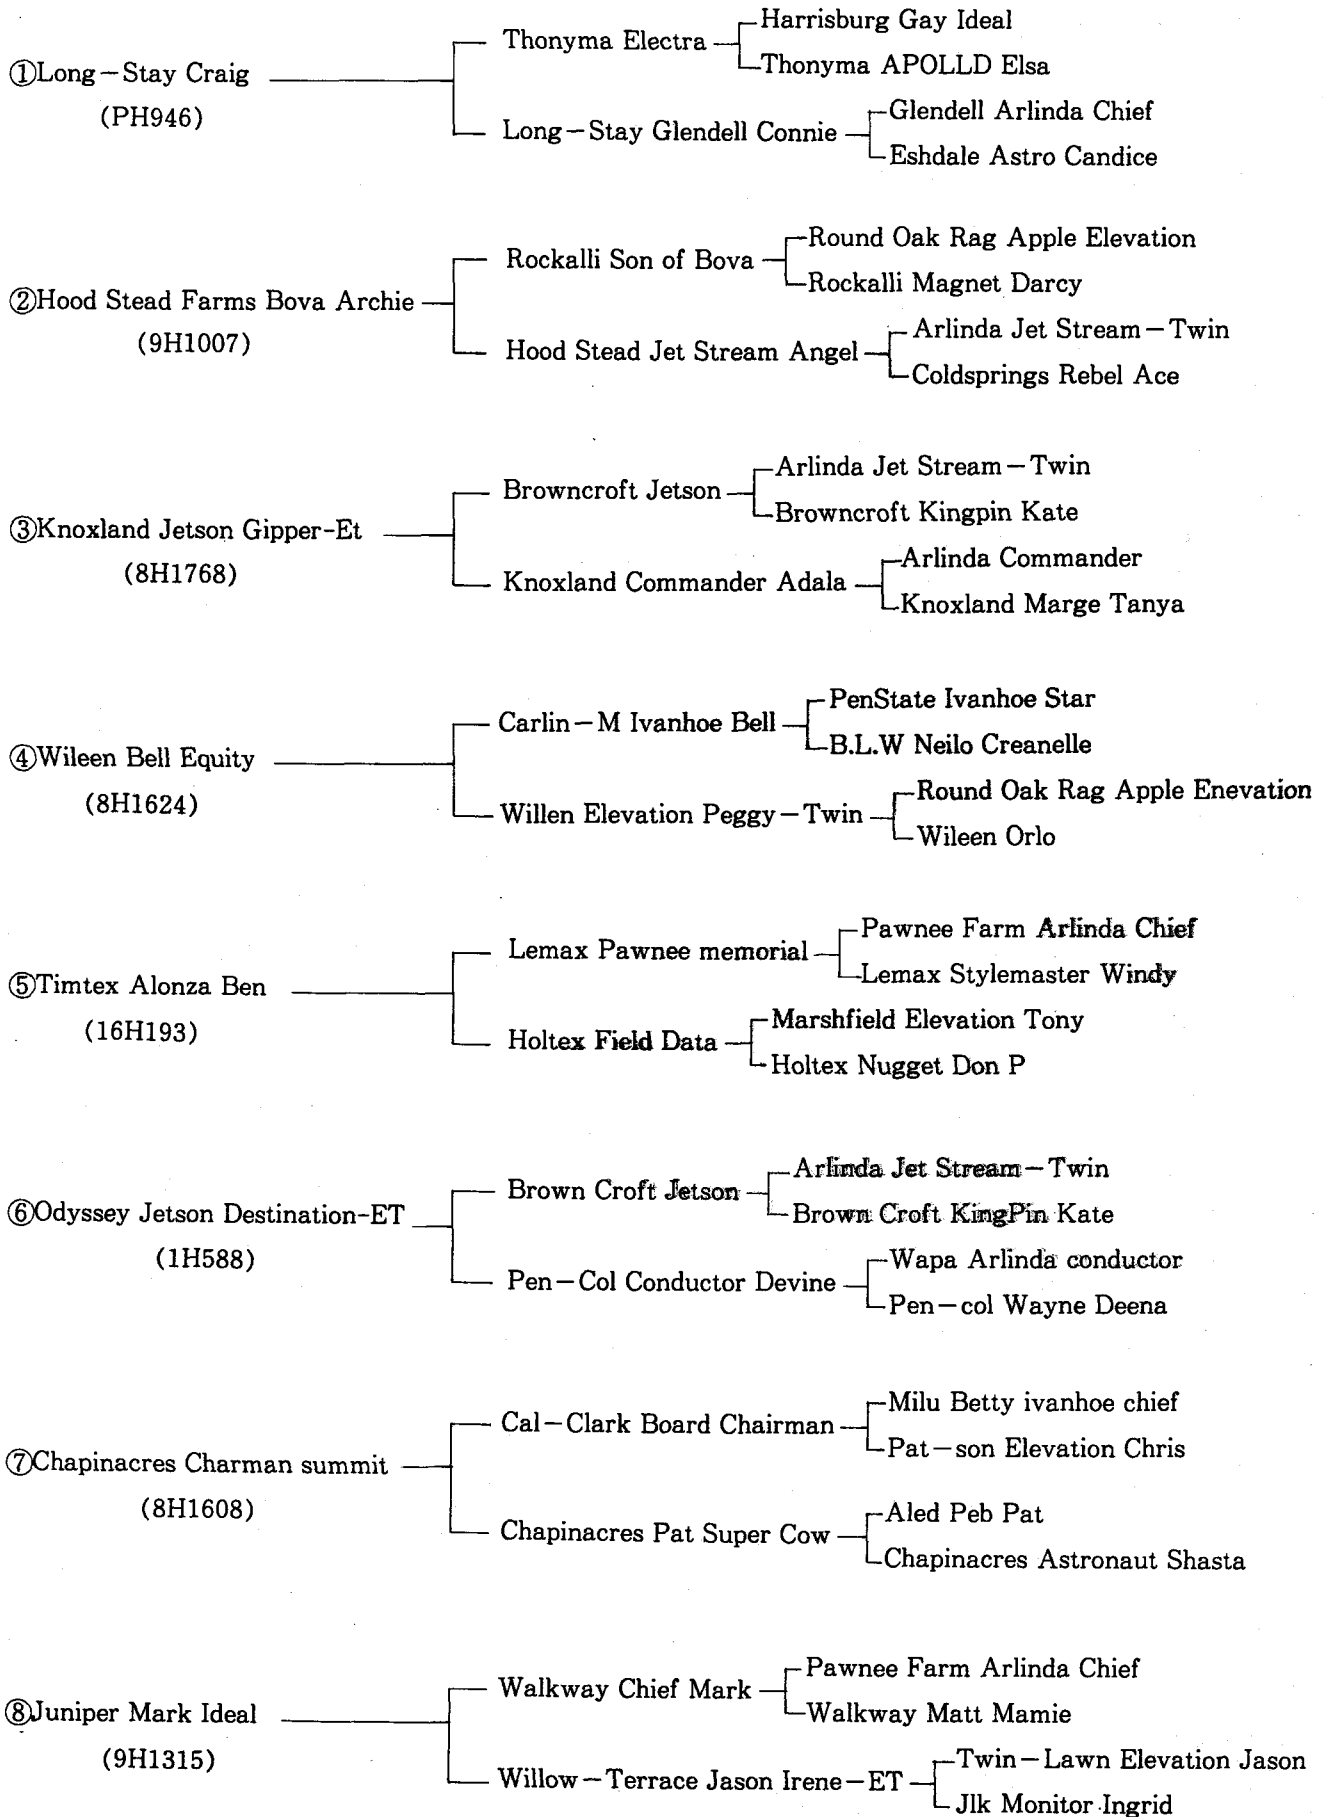 Harrisburg Gay Ideal
Thonyma Electra
Thonyma APOLLD Elsa
①Long-Stay Craig
(PH946)
Glendell Arlinda Chief
Long-Stay Glendell Connie
Eshdale Astro Candice
Round Oak Rag Apple Elevation
Rockalli Son of Bova
Rockalli Magnet Darcy
②Hood Stead Farms Bova Archie
(9H1007)
Arlinda Jet Stream-Twin
Hood Stead Jet Stream Angel
Coldsprings Rebel Ace
Arlinda Jet Stream-Twin
Browncroft Jetson
Browncroft Kingpin Kate
③Knoxland Jetson Gipper-Et
(8H1768)
Arlinda Commander
Knoxland Commander Adala
Knoxland Marge Tanya
PenState Ivanhoe Star
Carlin-M Ivanhoe Bell
B.L.W Neilo Creanelle
④Wileen Bell Equity
(8H1624)
Round Oak Rag Apple Enevation
Willen Elevation Peggy-Twin
Wileen Orlo
Pawnee Farm Arlinda Chief
Lemax Pawnee memorial
Lemax Stylemaster Windy
⑤Timtex Alonza Ben
(16H193)
Marshfield Elevation Tony
Holtex Field Data
Holtex Nugget Don P
Arlinda Jet Stream-Twin
Brown Croft Jetson
Brown Croft KingPin Kate
⑥Odyssey Jetson Destination-ET
(1H588)
Wapa Arlinda conductor
Pen-Col Conductor Devine
Pen-col Wayne Deena
Milu Betty ivanhoe chief
Cal-Clark Board Chairman
Pat-son Elevation Chris
⑦Chapinacres Charman summit
(8H1608)
Aled Peb Pat
Chapinacres Pat Super Cow
Chapinacres Astronaut Shasta
Pawnee Farm Arlinda Chief
Walkway Chief Mark
Walkway Matt Mamie
⑧Juniper Mark Ideal
(9H1315)
Twin-Lawn Elevation Jason
Willow-Terrace Jason Irene-ET
Jlk Monitor Ingrid